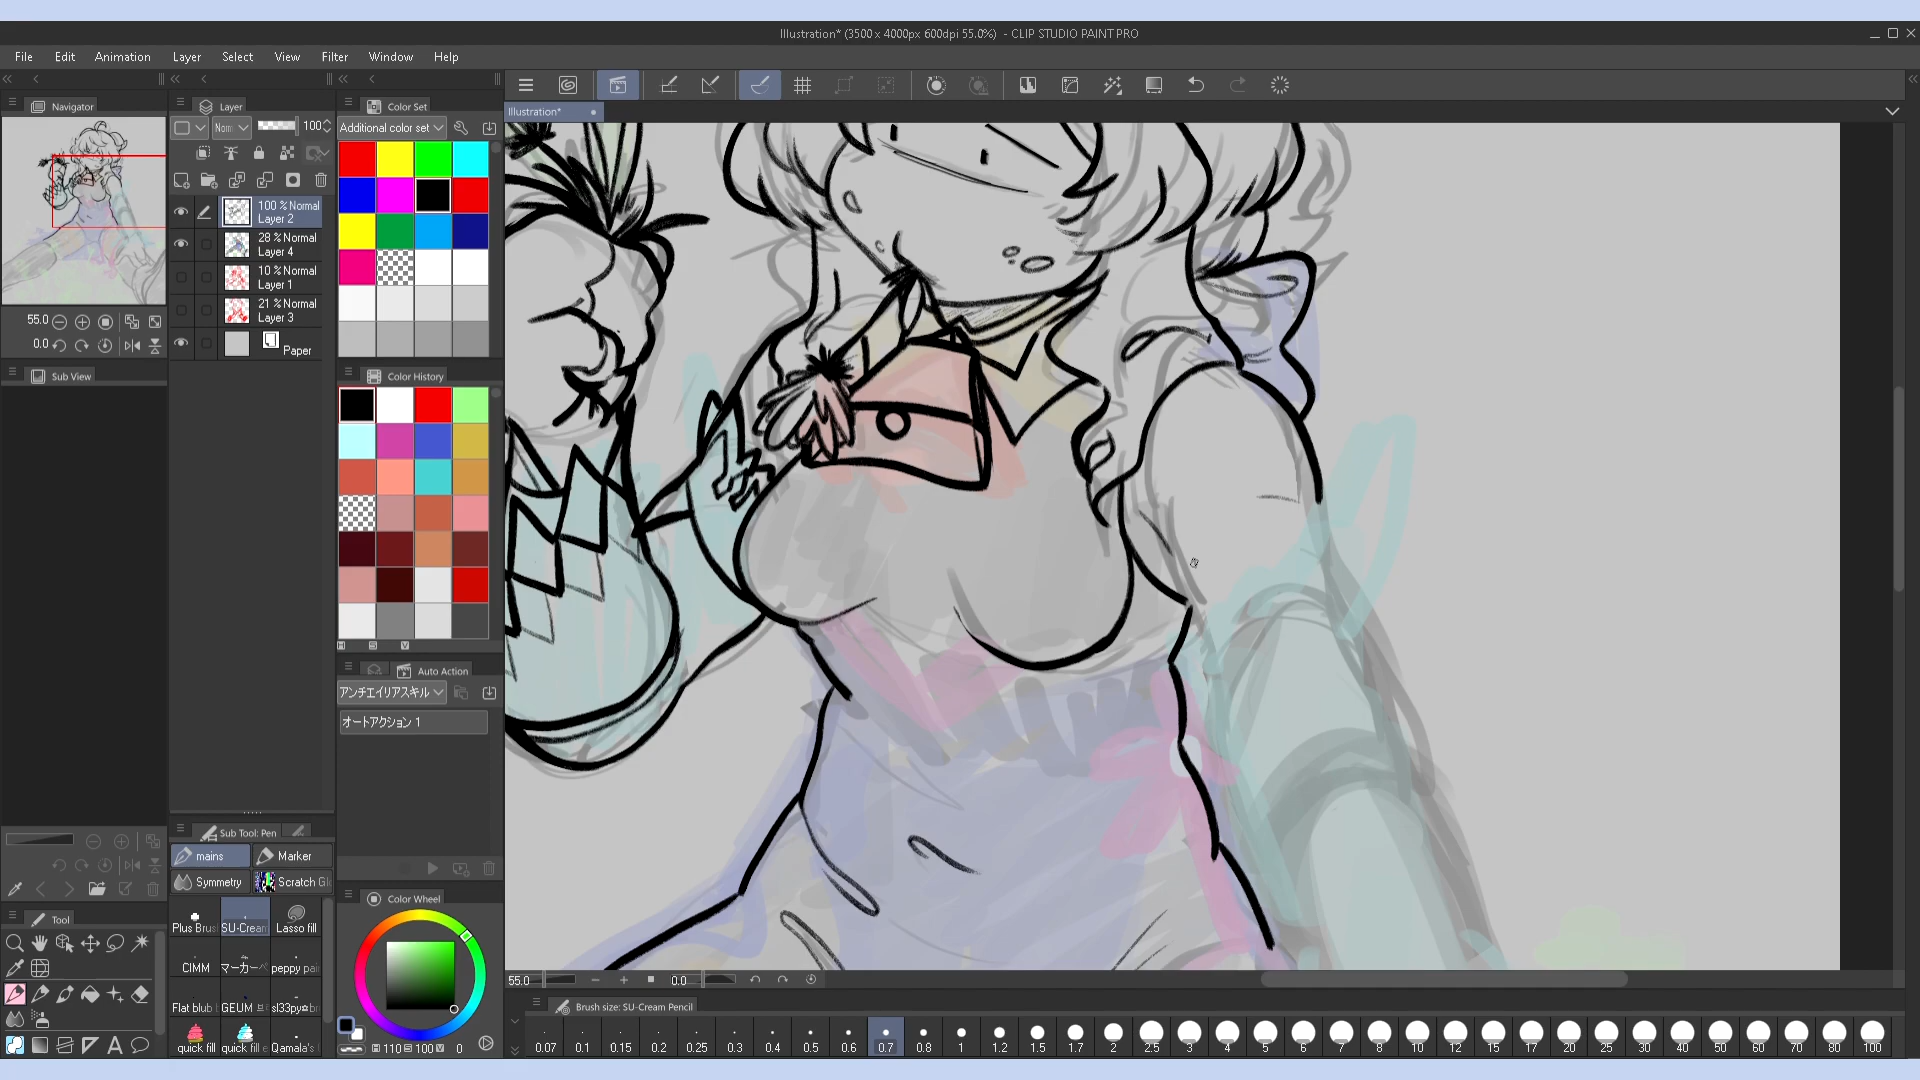 Illustration* (3500 x 4000px 600dpi 55.0%) - CLIP STUDIO PAINT PRO
File Edit Animation Layer Select View Filter Window Help
Navigator
Layer
Color Set
Illustration*
Additional color set
100
100 % Normal
Layer 2
28 % Normal
Layer 4
10 % Normal
Layer 1
21 % Normal
Layer 3
Paper
55.0
0.0
Sub View
Color History
Auto Action
アンチエイリアスキル
オートアクション 1
Sub Tool: Pen
mains
Marker
Symmetry
Scratch
Color Wheel
Tool
Plus Brus
SU-Crean
Lasso fill
CIMM
マーカーペ
peppy pai
Flat blub
GEUM
quick fill
quick fill
Qamala's
H 110 S 100 V 0
55.0
0.0
Brush size: SU-Cream Pencil
0.07 0.1 0.15 0.2 0.25 0.3 0.4 0.5 0.6 0.7 0.8 1 1.2 1.5 1.7 2 2.5 3 4 5 6 7 8 10 12 15 17 20 25 30 40 50 60 70 80 100